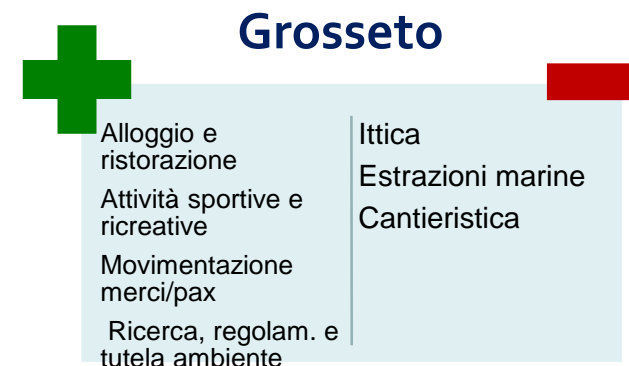 Grosseto
Alloggio e
ristorazione
Attività sportive e
ricreative
Movimentazione
merci/pax
Ricerca, regolam. e
tutela ambiente
Ittica
Estrazioni marine
Cantieristica